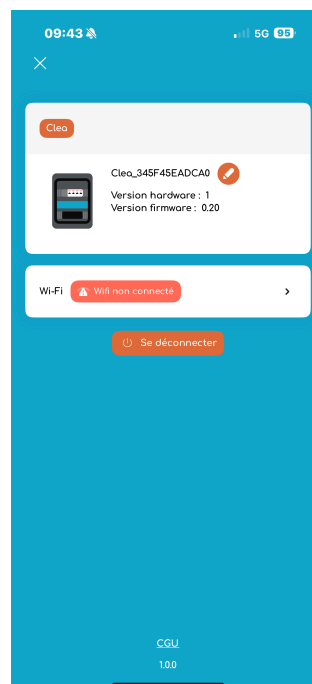 09:43 5G 95
Clea
Clea_345F45EADCA0
Version hardware : 1
Version firmware : 0.20
Wi-Fi Wifi non connecté
Se déconnecter
CGU
1.0.0